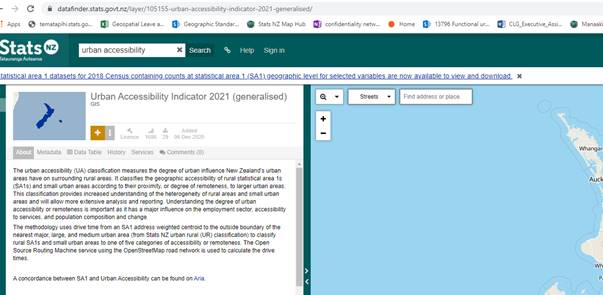 datafinder.stats.govt.nz/layer/105155-urban-accessibility-indicator-2021-generalised/
Apps tematapihi.stats.go... Geospatial Leave a... Geographic Standar... Stats NZ Map Hub confidentiality netw... Home 13796 Functional ur... CLG_Executive_Assi... Manaaki
Stats NZ
Tatauranga Aotearoa
urban accessibility
Search
Help
Sign in
tatistical area 1 datasets for 2018 Census containing counts at statistical area 1 (SA1) geographic level for selected variables are now available to view and download.
Urban Accessibility Indicator 2021 (generalised)
GIS
Licence
Added
06 Dec 2020
About Metadata Data Table History Services Comments (0)
The urban accessibility (UA) classification measures the degree of urban influence New Zealand's urban
areas have on surrounding rural areas. It classifies the geographic accessibility of rural statistical area 1s
(SA1s) and small urban areas according to their proximity, or degree of remoteness, to larger urban areas.
This classification provides increased understanding of the heterogeneity of rural areas and small urban
areas and will allow more extensive analysis and reporting. Understanding the degree of urban
accessibility or remoteness is important as it has a major influence on the employment sector, accessibility
to services, and population composition and change.
The methodology uses drive time from an SA1 address weighted centroid to the outside boundary of the
nearest major, large, and medium urban area (from Stats NZ urban rural (UR) classification) to classify
rural SA1s and small urban areas to one of five categories of accessibility or remoteness. The Open
Source Routing Machine service using the OpenStreetMap road network is used to calculate the drive
times.
A concordance between SA1 and Urban Accessibility can be found on Aria.
Streets
Find address or place
Whangar
Auck
Wh
Pa